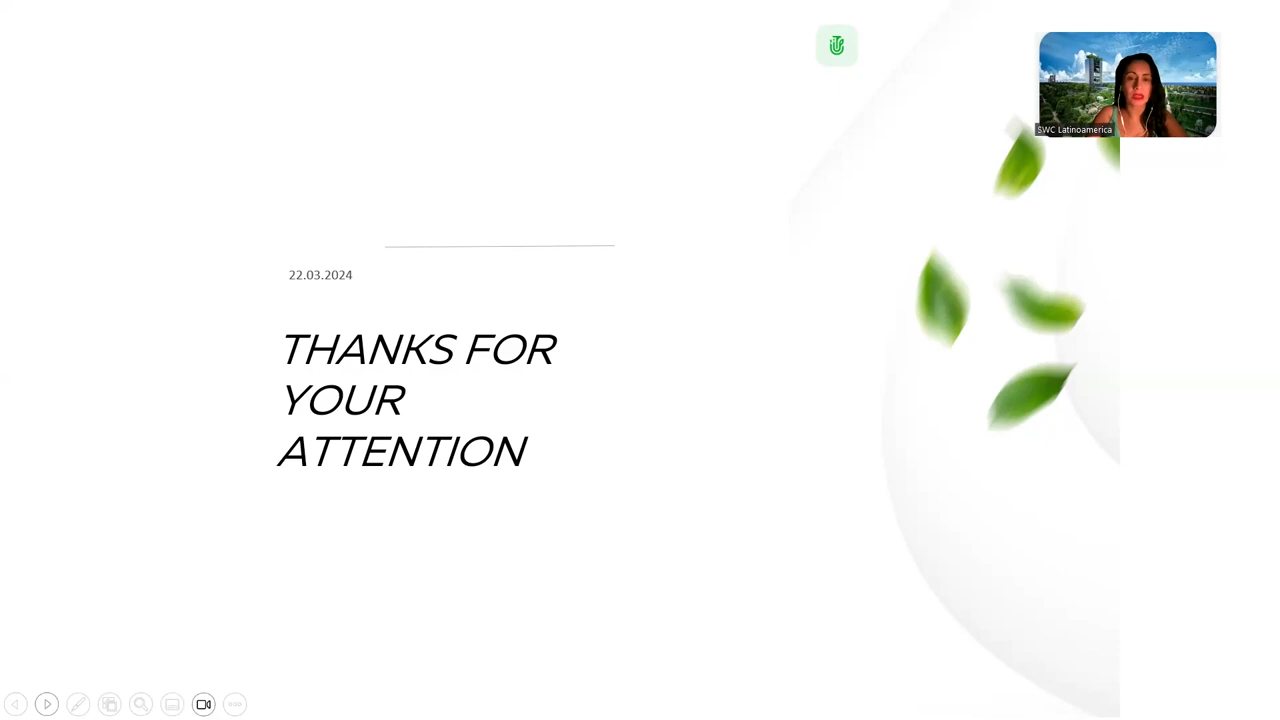 SWC Latinoamerica
22.03.2024
THANKS FOR
YOUR
ATTENTION